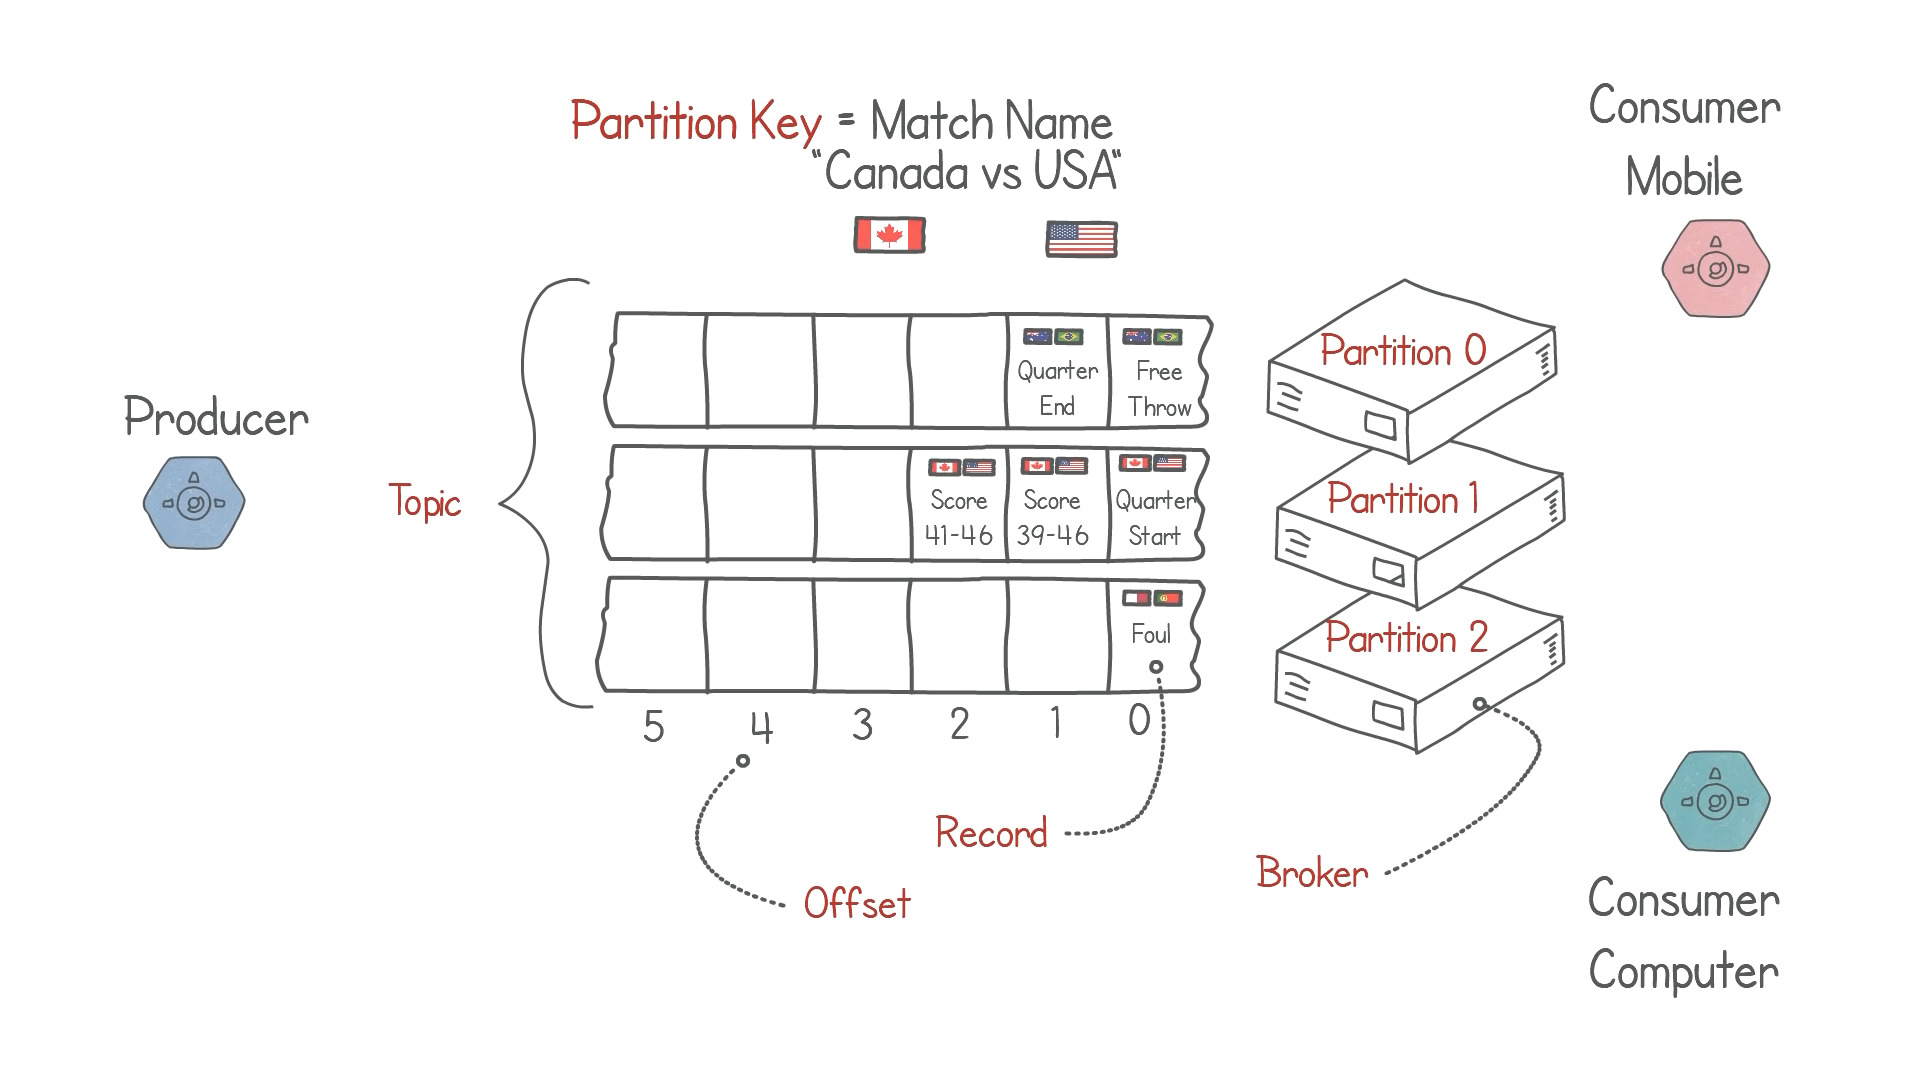 Partition Key = Match Name
"Canada vs USA"
Consumer
Mobile
Producer
Topic
Quarter
End
Free
Throw
Partition 0
Score
41-46
Score
39-46
Quarter
Start
Partition 1
Foul
Partition 2
5 4 3 2 1 0
Record
Offset
Broker
Consumer
Computer